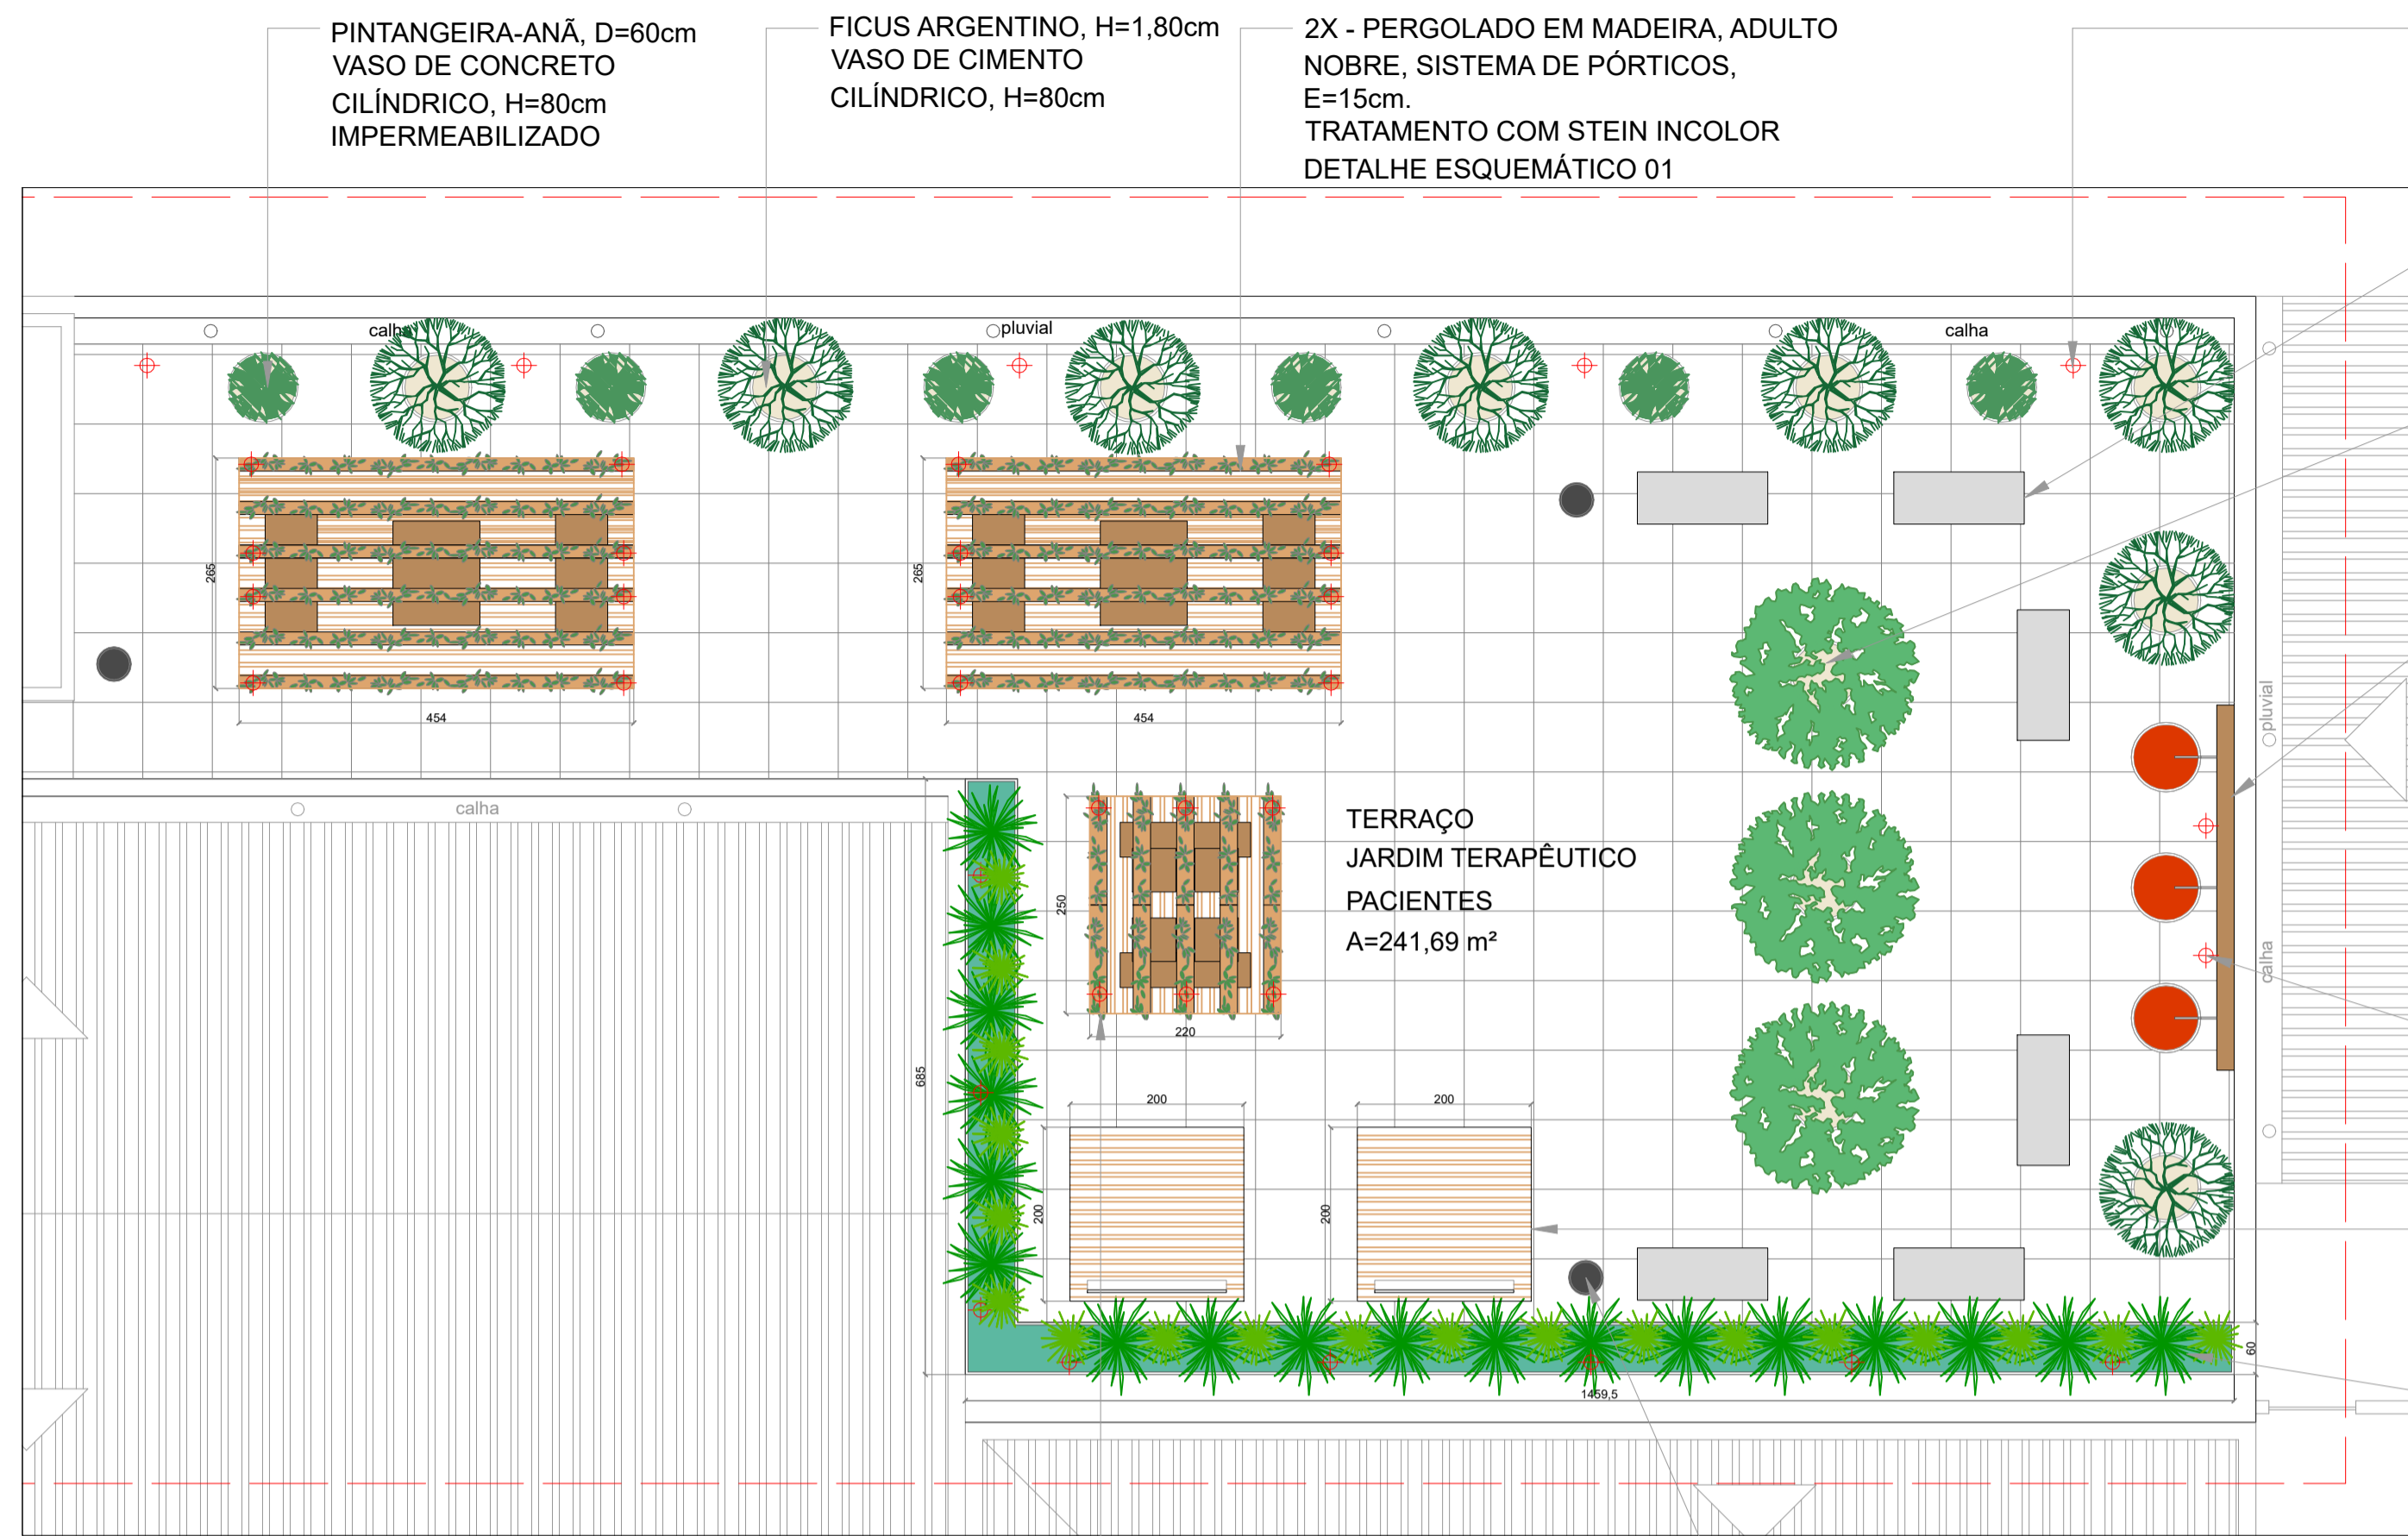 PINTANGEIRA-ANÃ, D=60cm
VASO DE CONCRETO
CILÍNDRICO, H=80cm
IMPERMEABILIZADO
FICUS ARGENTINO, H=1,80cm
VASO DE CIMENTO
CILÍNDRICO, H=80cm
2X - PERGOLADO EM MADEIRA, ADULTO
NOBRE, SISTEMA DE PÓRTICOS,
E=15cm.
TRATAMENTO COM STEIN INCOLOR
DETALHE ESQUEMÁTICO 01
calha
pluvial
calha
265
265
454
454
pluvial
calha
TERRAÇO
JARDIM TERAPÊUTICO
PACIENTES
A=241,69 m²
250
220
calha
685
200
200
200
200
60
1459,5